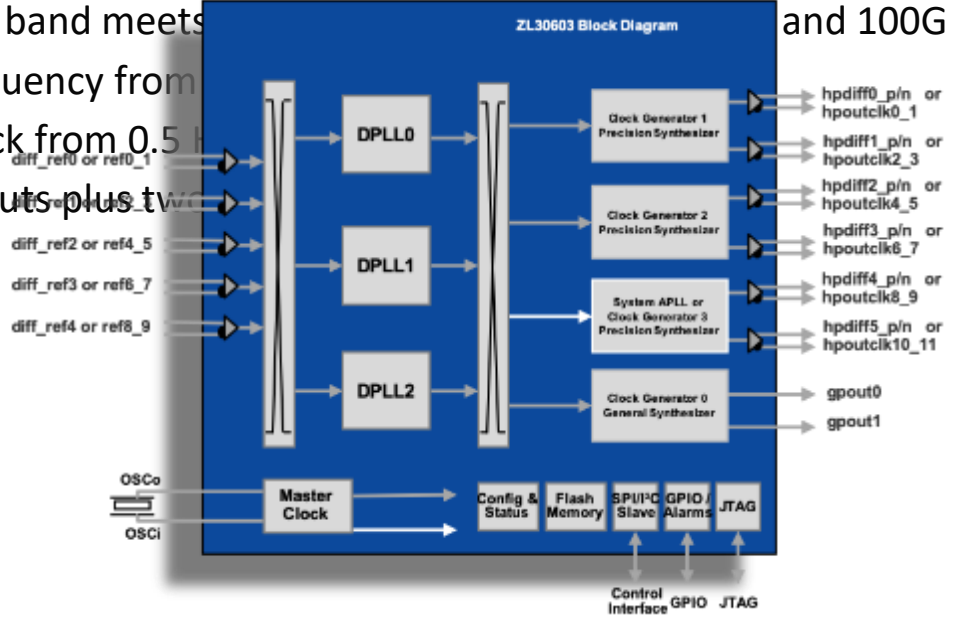 band meets
and 100G
uency from
ck from 0.5
uts plus tw
ZL30603 Block Diagram
diff_ref0 or ref0_1
diff_ref1 or ref2_3
diff_ref2 or ref4_5
diff_ref3 or ref6_7
diff_ref4 or ref8_9
DPLL0
DPLL1
DPLL2
Clock Generator 1
Precision Synthesizer
Clock Generator 2
Precision Synthesizer
System APLL or
Clock Generator 3
Precision Synthesizer
Clock Generator 0
General Synthesizer
hpdiff0_p/n or
hpoutclk0_1
hpdiff1_p/n or
hpoutclk2_3
hpdiff2_p/n or
hpoutclk4_5
hpdiff3_p/n or
hpoutclk6_7
hpdiff4_p/n or
hpoutclk8_9
hpdiff5_p/n or
hpoutclk10_11
gpout0
gpout1
OSCo
OSCi
Master
Clock
Config &
Status
Flash
Memory
SPI/I²C
Slave
GPIO /
Alarms
JTAG
Control
Interface
GPIO
JTAG